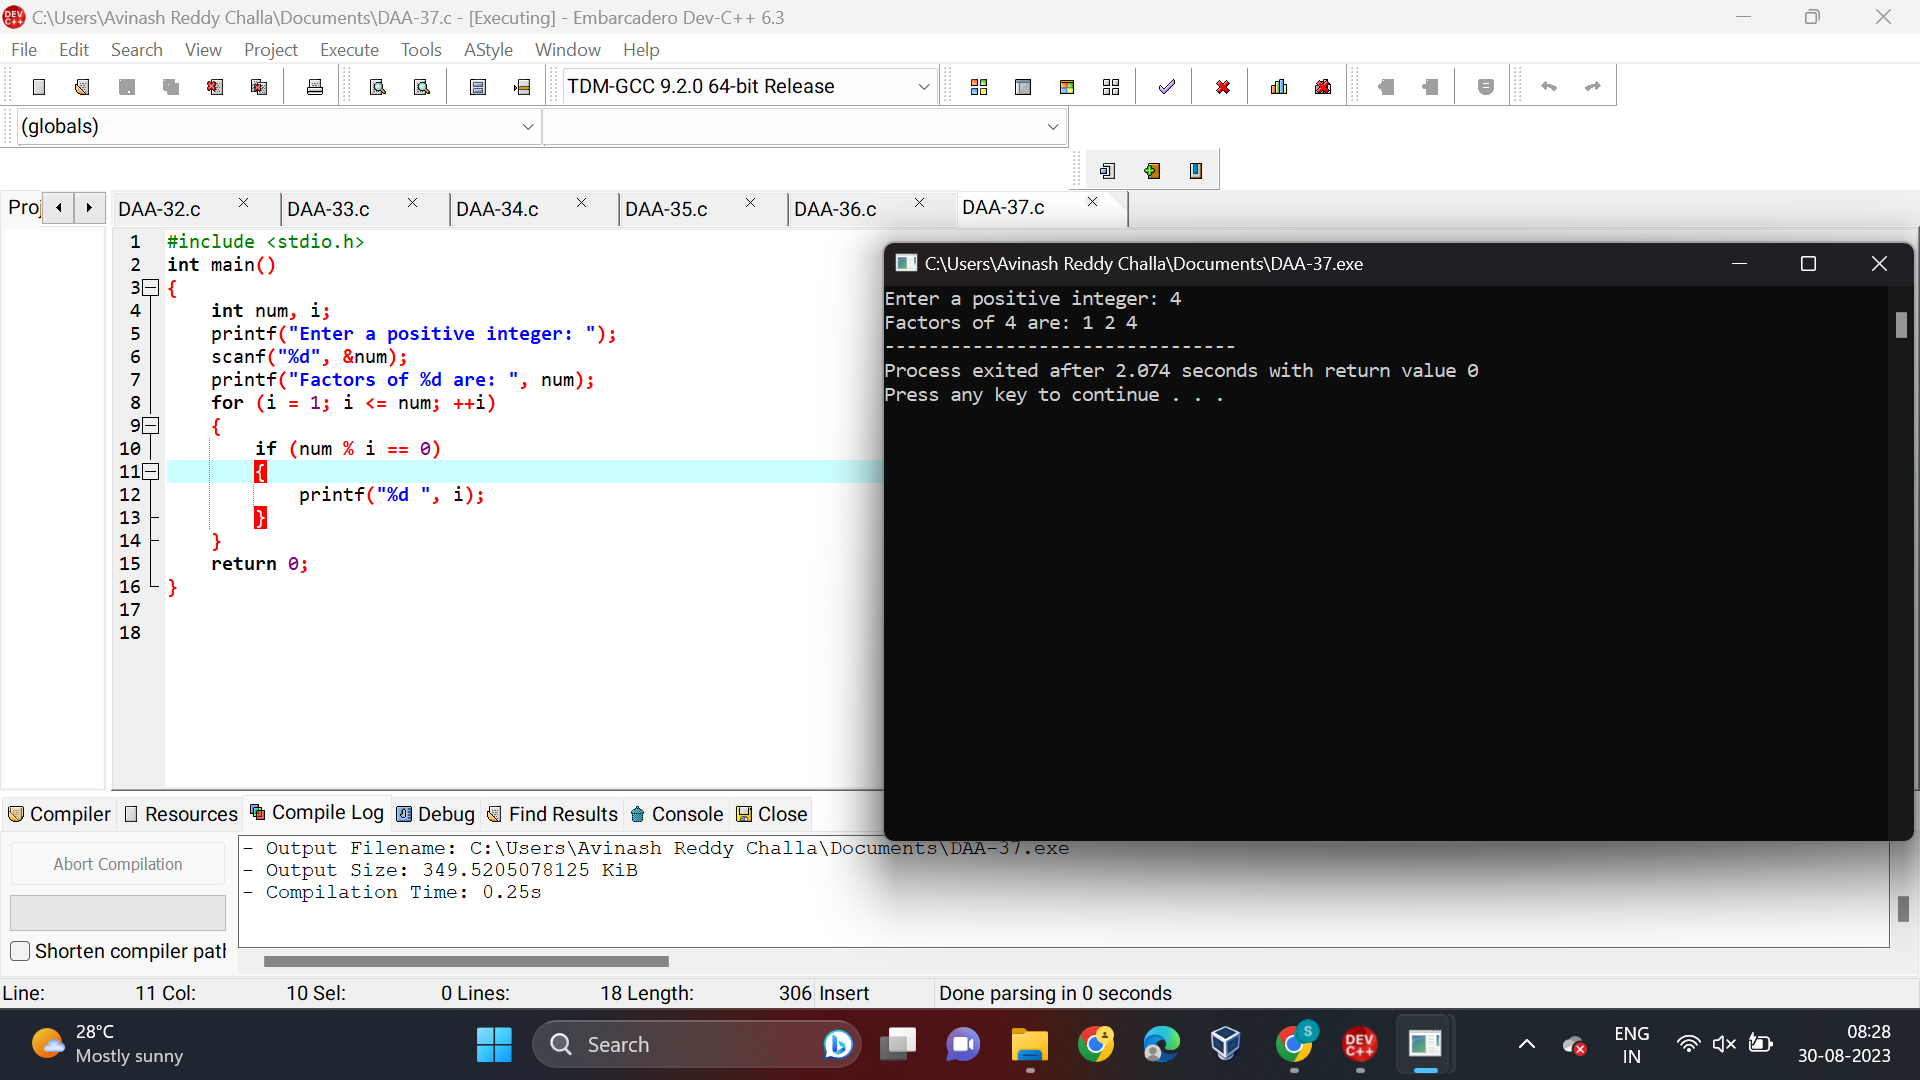 C:\Users\Avinash Reddy Challa\Documents\DAA-37.c - [Executing] - Embarcadero Dev-C++ 6.3
File Edit Search View Project Execute Tools AStyle Window Help
TDM-GCC 9.2.0 64-bit Release
(globals)
Proj
DAA-32.c DAA-33.c DAA-34.c DAA-35.c DAA-36.c DAA-37.c
1 #include <stdio.h>
2 int main()
3 {
4 int num, i;
5 printf("Enter a positive integer: ");
6 scanf("%d", &num);
7 printf("Factors of %d are: ", num);
8 for (i = 1; i <= num; ++i)
9 {
10 if (num % i == 0)
11 {
12 printf("%d ", i);
13 }
14 }
15 return 0;
16 }
17
18
C:\Users\Avinash Reddy Challa\Documents\DAA-37.exe
Enter a positive integer: 4
Factors of 4 are: 1 2 4
--------------------------------
Process exited after 2.074 seconds with return value 0
Press any key to continue . . .
Compiler Resources Compile Log Debug Find Results Console Close
Abort Compilation
Shorten compiler path
- Output Filename: C:\Users\Avinash Reddy Challa\Documents\DAA-37.exe
- Output Size: 349.5205078125 KiB
- Compilation Time: 0.25s
Line: 11 Col: 10 Sel: 0 Lines: 18 Length: 306 Insert Done parsing in 0 seconds
28°C
Mostly sunny
Search
S
DEV
C++
ENG
IN
08:28
30-08-2023